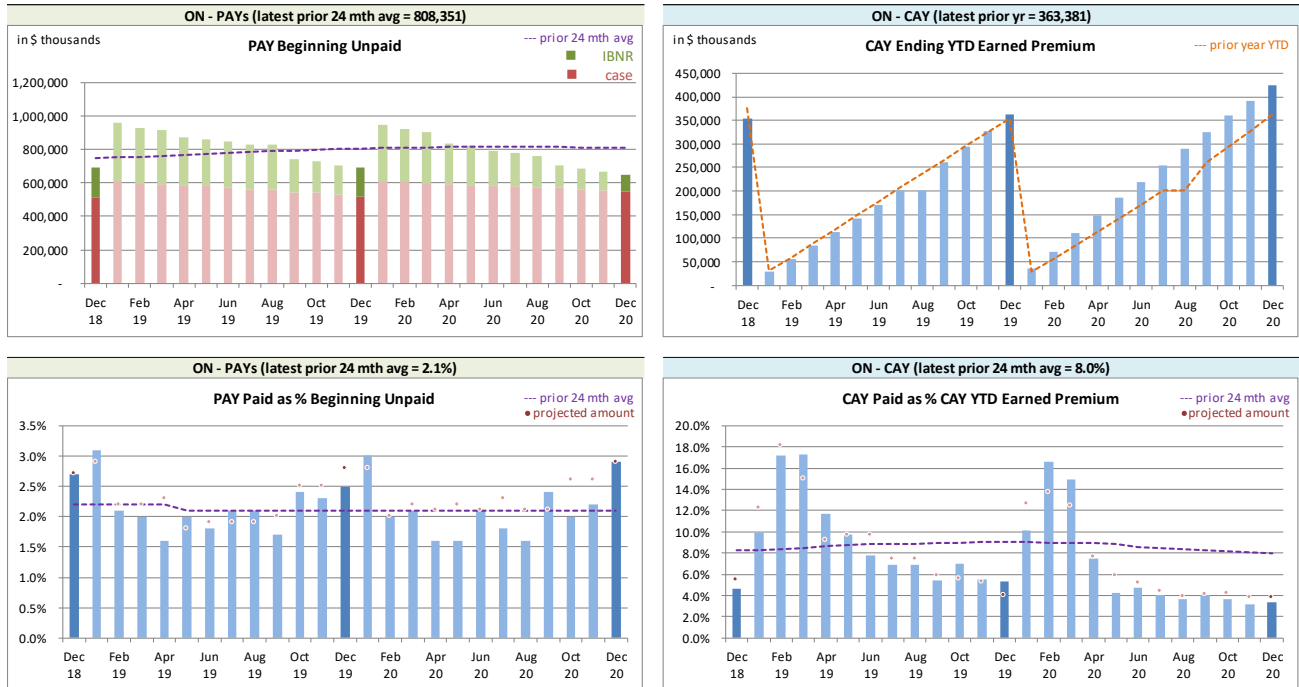 ON - PAYs (latest prior 24 mth avg = 808,351)
in $ thousands
PAY Beginning Unpaid
--- prior 24 mth avg
IBNR
case
1,200,000
1,000,000
800,000
600,000
400,000
200,000
-
Dec 18 Feb 19 Apr 19 Jun 19 Aug 19 Oct 19 Dec 19 Feb 20 Apr 20 Jun 20 Aug 20 Oct 20 Dec 20
ON - CAY (latest prior yr = 363,381)
in $ thousands
CAY Ending YTD Earned Premium
--- prior year YTD
450,000
400,000
350,000
300,000
250,000
200,000
150,000
100,000
50,000
-
Dec 18 Feb 19 Apr 19 Jun 19 Aug 19 Oct 19 Dec 19 Feb 20 Apr 20 Jun 20 Aug 20 Oct 20 Dec 20
ON - PAYs (latest prior 24 mth avg = 2.1%)
PAY Paid as % Beginning Unpaid
--- prior 24 mth avg
• projected amount
3.5%
3.0%
2.5%
2.0%
1.5%
1.0%
0.5%
0.0%
Dec 18 Feb 19 Apr 19 Jun 19 Aug 19 Oct 19 Dec 19 Feb 20 Apr 20 Jun 20 Aug 20 Oct 20 Dec 20
ON - CAY (latest prior 24 mth avg = 8.0%)
CAY Paid as % CAY YTD Earned Premium
--- prior 24 mth avg
• projected amount
20.0%
18.0%
16.0%
14.0%
12.0%
10.0%
8.0%
6.0%
4.0%
2.0%
0.0%
Dec 18 Feb 19 Apr 19 Jun 19 Aug 19 Oct 19 Dec 19 Feb 20 Apr 20 Jun 20 Aug 20 Oct 20 Dec 20